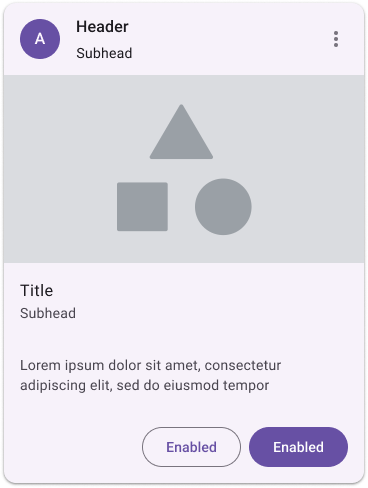 A
Header
Subhead
Title
Subhead
Lorem ipsum dolor sit amet, consectetur
adipiscing elit, sed do eiusmod tempor
Enabled
Enabled